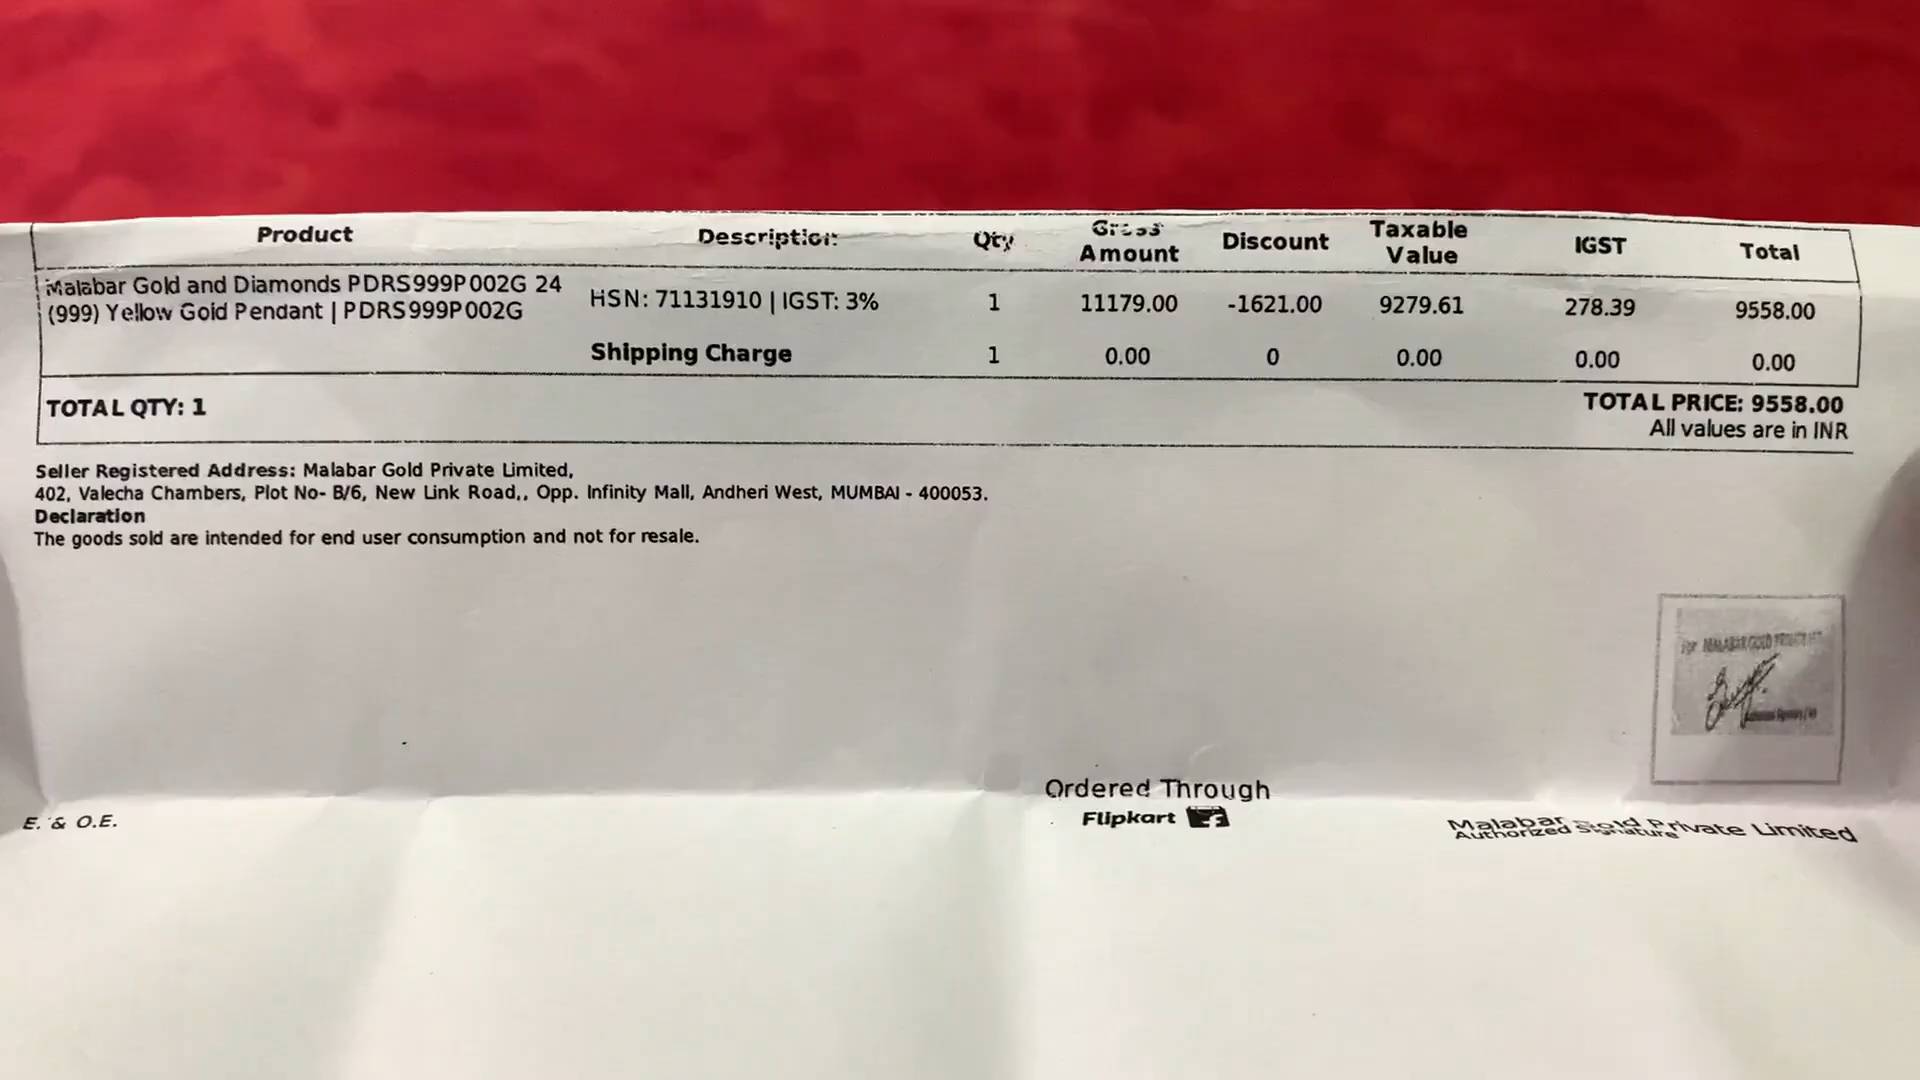 Product Description Qty Gross Amount Discount Taxable Value IGST Total
Malabar Gold and Diamonds PDRS999P002G 24
(999) Yellow Gold Pendant | PDRS999P002G
HSN: 71131910 | IGST: 3% 1 11179.00 -1621.00 9279.61 278.39 9558.00
Shipping Charge 1 0.00 0 0.00 0.00 0.00
TOTAL QTY: 1
TOTAL PRICE: 9558.00
All values are in INR
Seller Registered Address: Malabar Gold Private Limited,
402, Valecha Chambers, Plot No- B/6, New Link Road,, Opp. Infinity Mall, Andheri West, MUMBAI - 400053.
Declaration
The goods sold are intended for end user consumption and not for resale.
For MALABAR GOLD
Ordered Through
Flipkart
E. & O.E.
Malabar Gold Private Limited
Authorized Signature